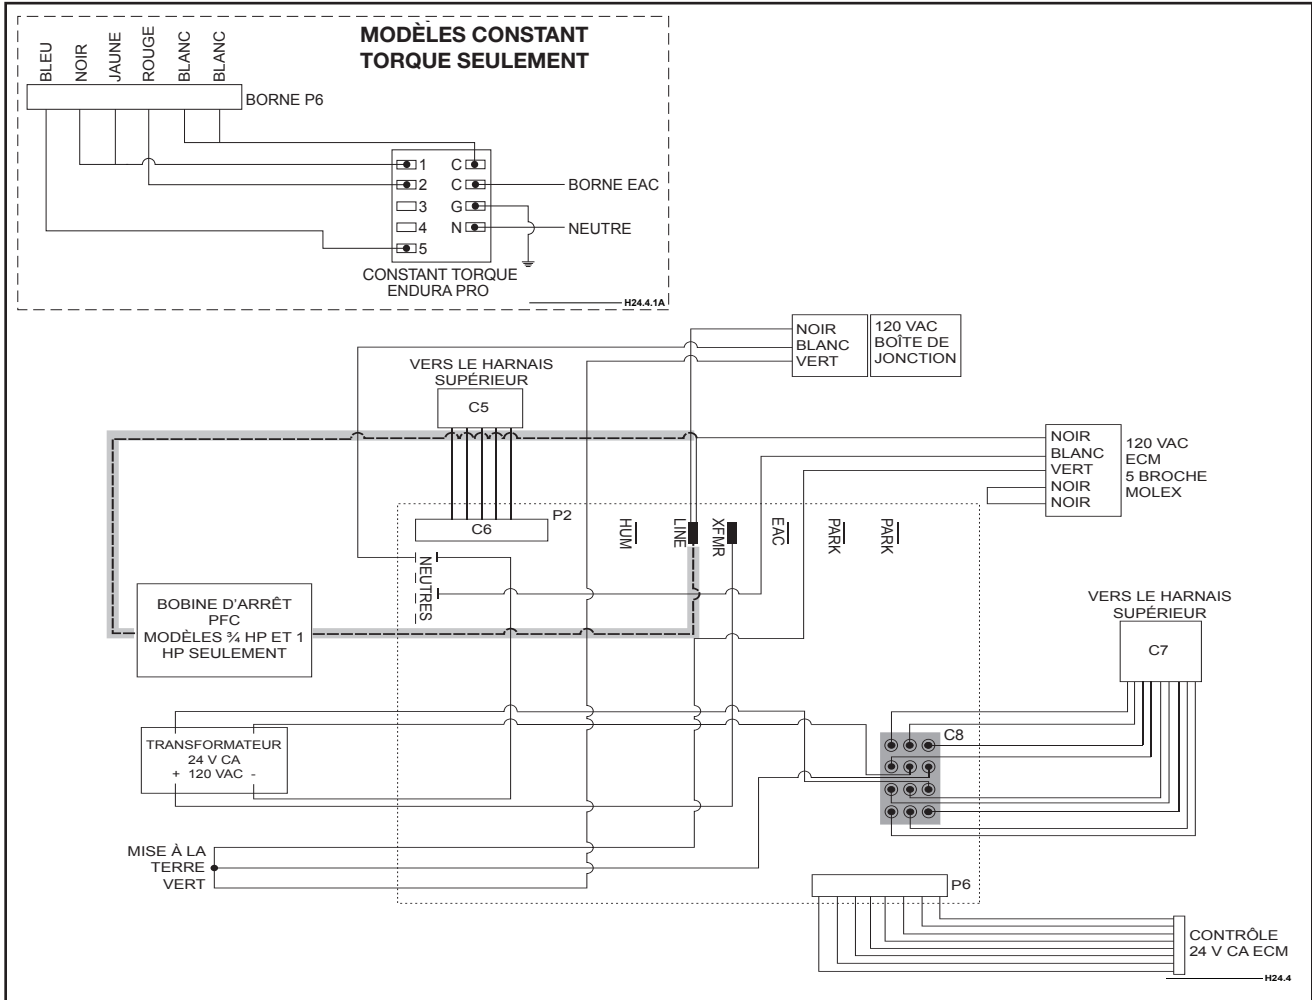 MODÈLES CONSTANT
TORQUE SEULEMENT
BLEU
NOIR
JAUNE
ROUGE
BLANC
BLANC
BORNE P6
1 C
2 C
BORNE EAC
3 G
4 N
NEUTRE
5
CONSTANT TORQUE
ENDURA PRO
H24.4.1A
NOIR
BLANC
VERT
120 VAC
BOÎTE DE
JONCTION
VERS LE HARNAIS
SUPÉRIEUR
C5
NOIR
BLANC
VERT
NOIR
NOIR
120 VAC
ECM
5 BROCHE
MOLEX
P2
C6
HUM
LINE
XFMR
EAC
PARK
PARK
NEUTRES
BOBINE D'ARRÊT
PFC
MODÈLES ¾ HP ET 1
HP SEULEMENT
VERS LE HARNAIS
SUPÉRIEUR
C7
C8
TRANSFORMATEUR
24 V CA
+ 120 VAC -
MISE À LA
TERRE
VERT
P6
CONTRÔLE
24 V CA ECM
H24.4